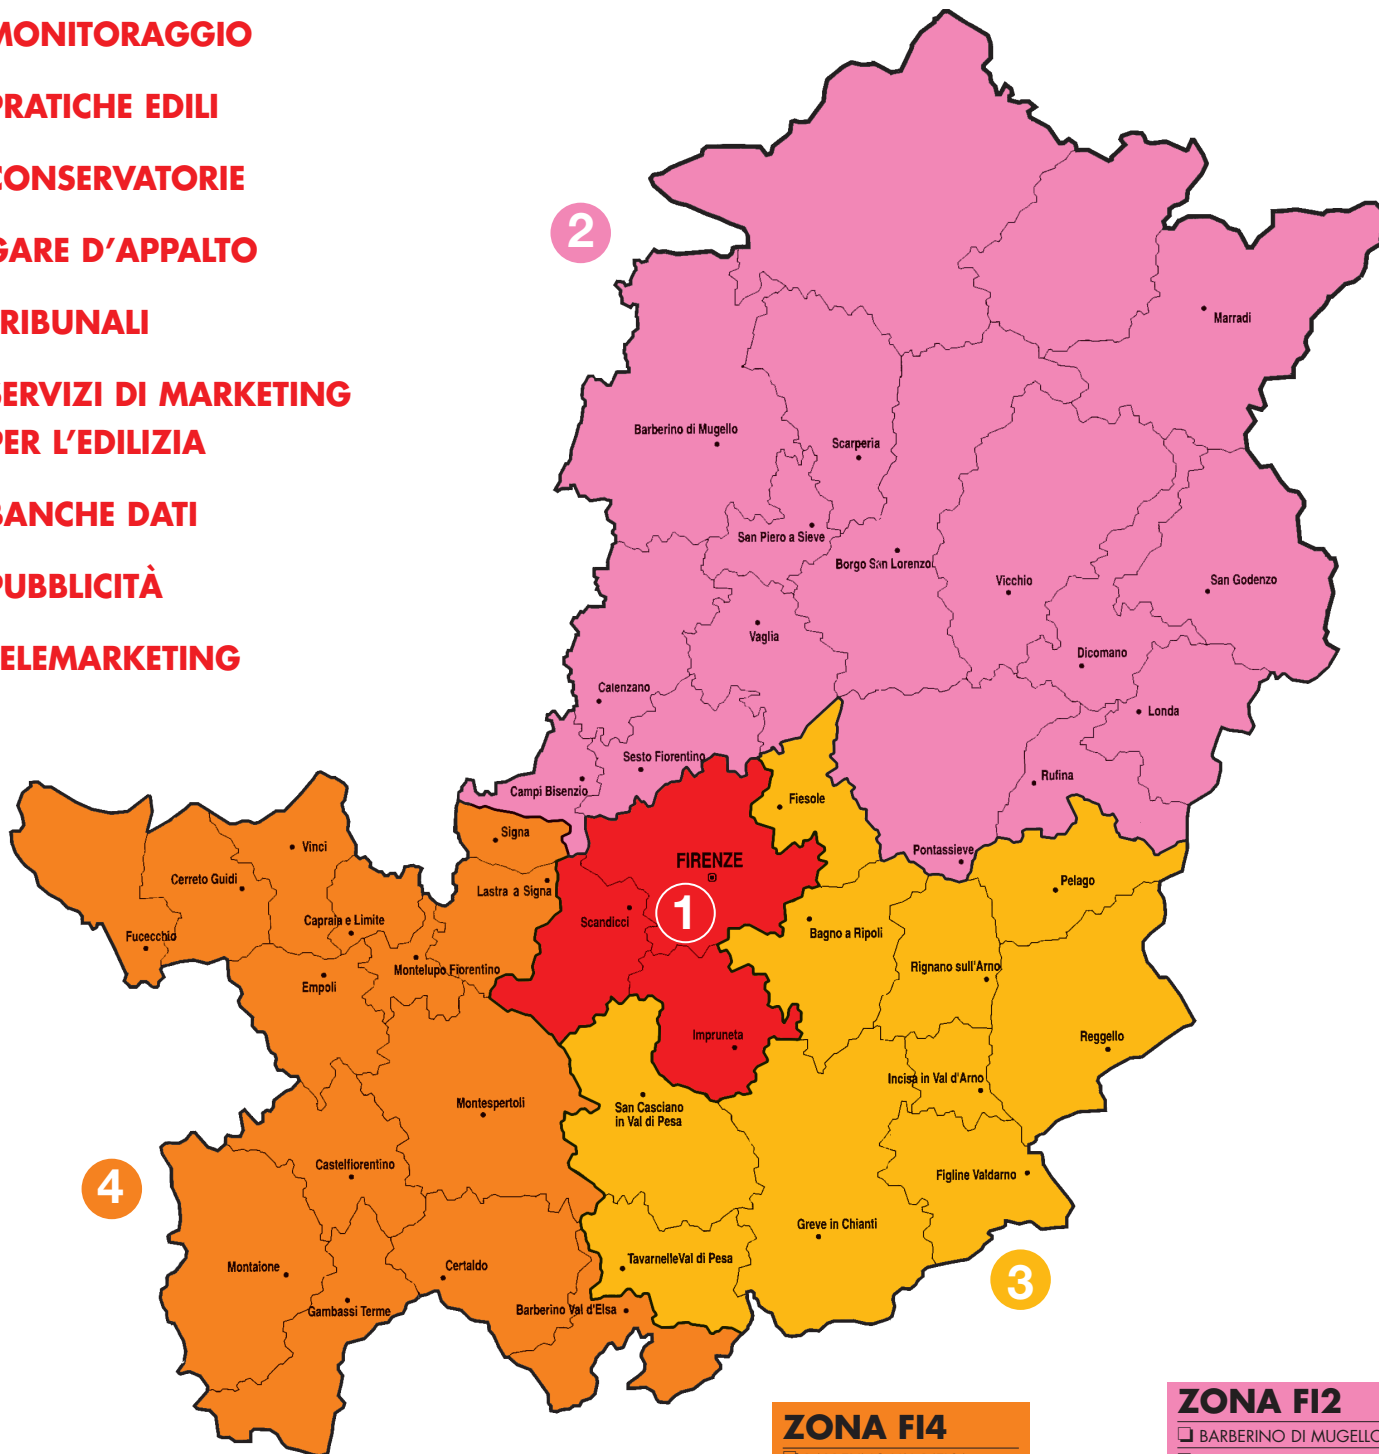 MONITORAGGIO
PRATICHE EDILI
CONSERVATORIE
GARE D'APPALTO
TRIBUNALI
SERVIZI DI MARKETING
PER L'EDILIZIA
BANCHE DATI
PUBBLICITÀ
TELEMARKETING
2
Marradi
Barberino di Mugello
Scarperia
San Piero a Sieve
Borgo San Lorenzo
Vicchio
San Godenzo
Vaglia
Dicomano
Calenzano
Londa
Sesto Fiorentino
Rufina
Campi Bisenzio
Fiesole
Signa
Vinci
Pontassieve
FIRENZE
Cerreto Guidi
Lastra a Signa
Pelago
1
Scandicci
Capraia e Limite
Bagno a Ripoli
Fucecchio
Montelupo Fiorentino
Rignano sull'Arno
Empoli
Impruneta
Reggello
Incisa in Val d'Arno
Montespertoli
San Casciano
in Val di Pesa
Castelfiorentino
4
Figline Valdarno
Greve in Chianti
Montaione
Certaldo
TavarnelleVal di Pesa
3
Gambassi Terme
Barberino Val d'Elsa
ZONA FI4
ZONA FI2
❏ BARBERINO DI MUGELLO